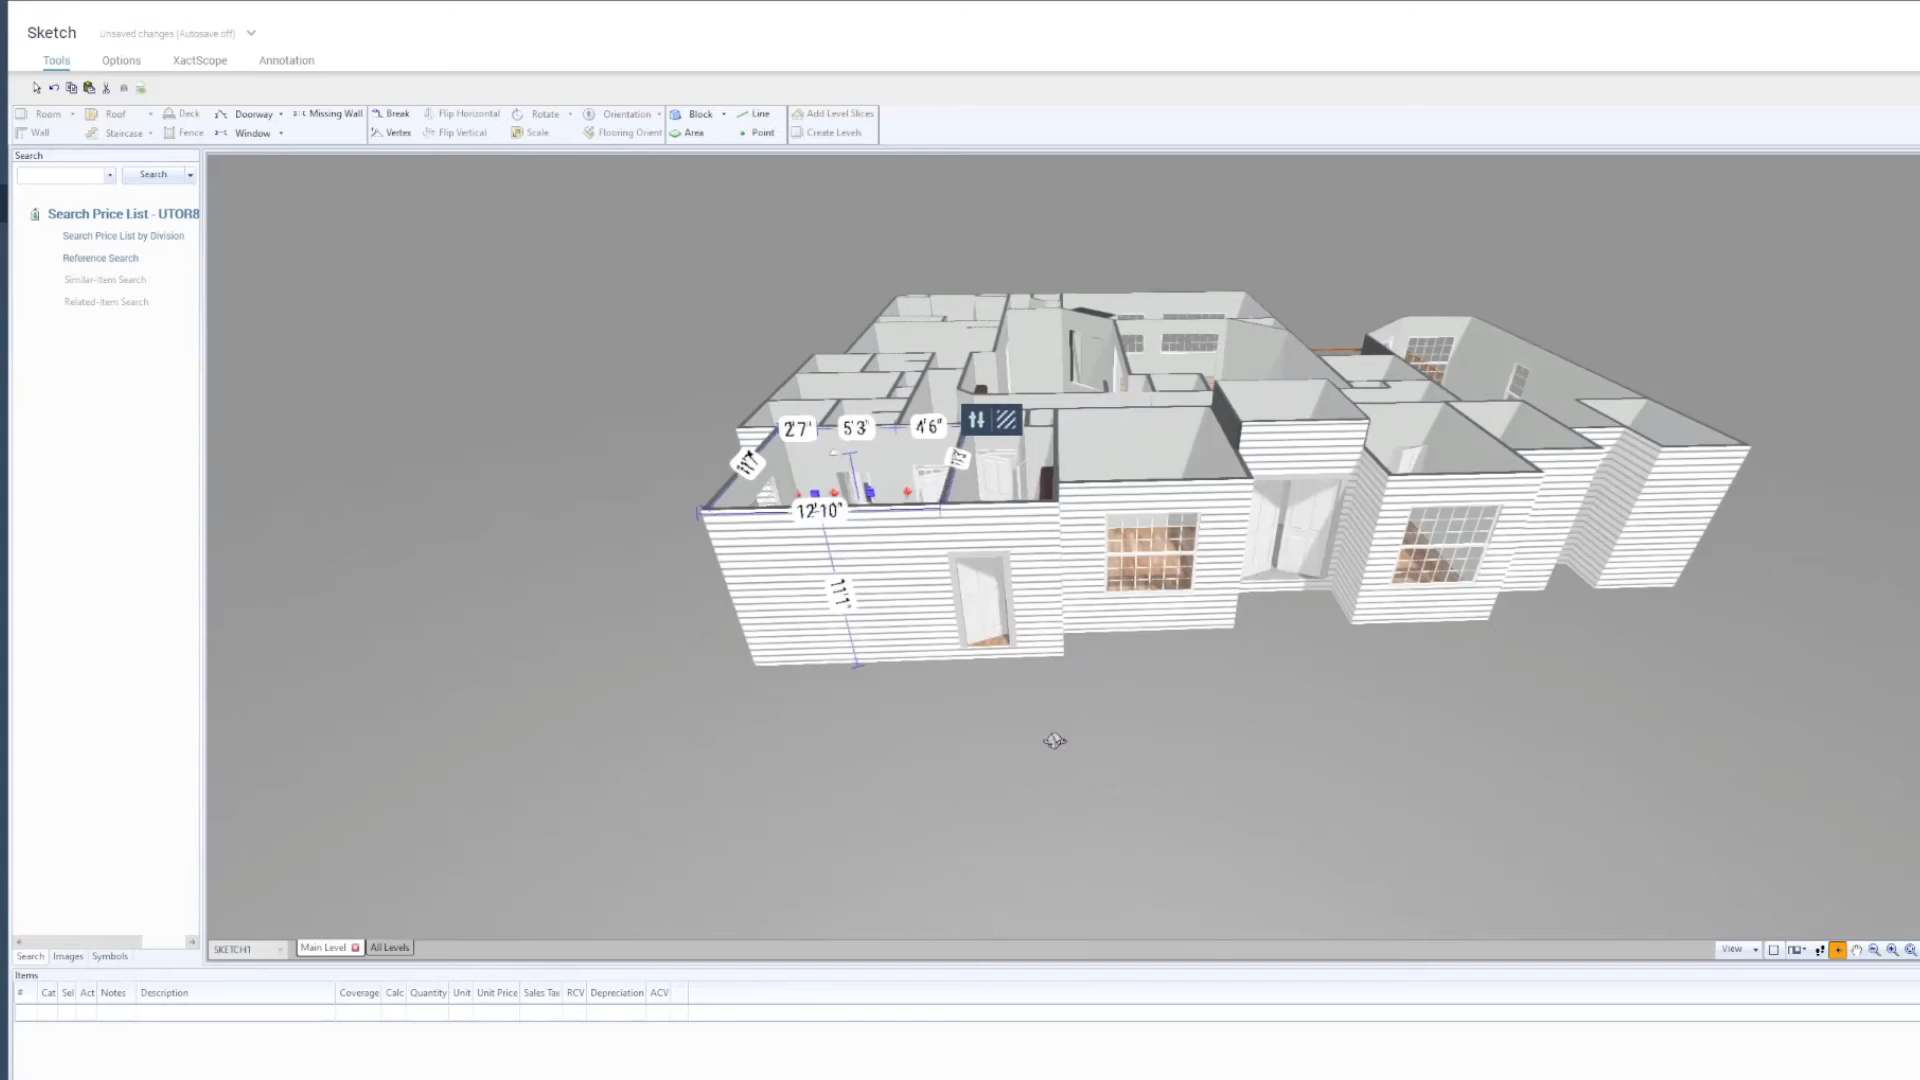 Sketch
Unsaved changes (Autosave off)
Tools
Options
XactScope
Annotation
Room
Roof
Deck
Doorway
Missing Wall
Break
Flip Horizontal
Rotate
Orientation
Block
Line
Add Level Slices
Wall
Staircase
Fence
Window
Vertex
Flip Vertical
Scale
Flooring Orient
Area
Point
Create Levels
Search
Search
Search Price List - UTOR8
Search Price List by Division
Reference Search
Similar-Item Search
Related-Item Search
2'7"
5'3"
4'6"
12'10"
11'1"
SKETCH1
Main Level
All Levels
View
Search
Images
Symbols
Items
#
Cat
Sel
Act
Notes
Description
Coverage
Calc
Quantity
Unit
Unit Price
Sales Tax
RCV
Depreciation
ACV